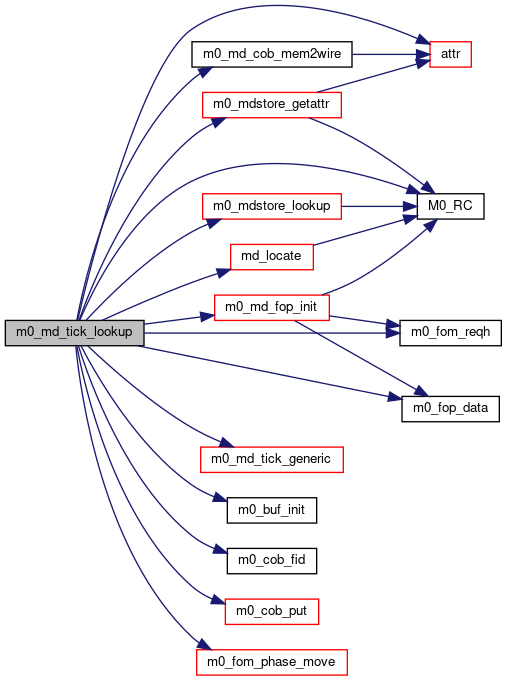 m0_md_cob_mem2wire
attr
m0_mdstore_getattr
m0_mdstore_lookup
M0_RC
md_locate
m0_md_fop_init
m0_md_tick_lookup
m0_fom_reqh
m0_fop_data
m0_md_tick_generic
m0_buf_init
m0_cob_fid
m0_cob_put
m0_fom_phase_move